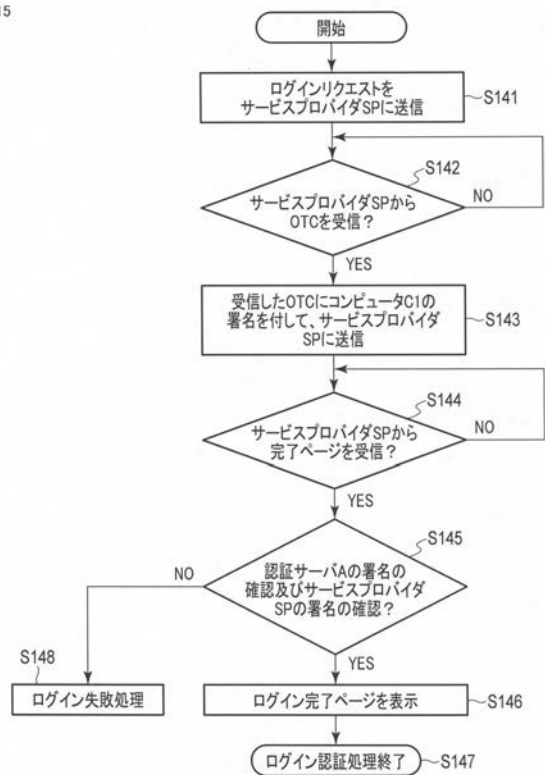 15
開始
ログインリクエストを
サービスプロバイダSPに送信
S141
S142
サービスプロバイダSPから
OTCを受信？
NO
YES
受信したOTCにコンピュータC1の
署名を付して、サービスプロバイダ
SPに送信
S143
S144
サービスプロバイダSPから
完了ページを受信？
NO
YES
S145
認証サーバAの署名の
確認及びサービスプロバイダ
SPの署名の確認？
NO
YES
S148
ログイン失敗処理
ログイン完了ページを表示
S146
ログイン認証処理終了
S147